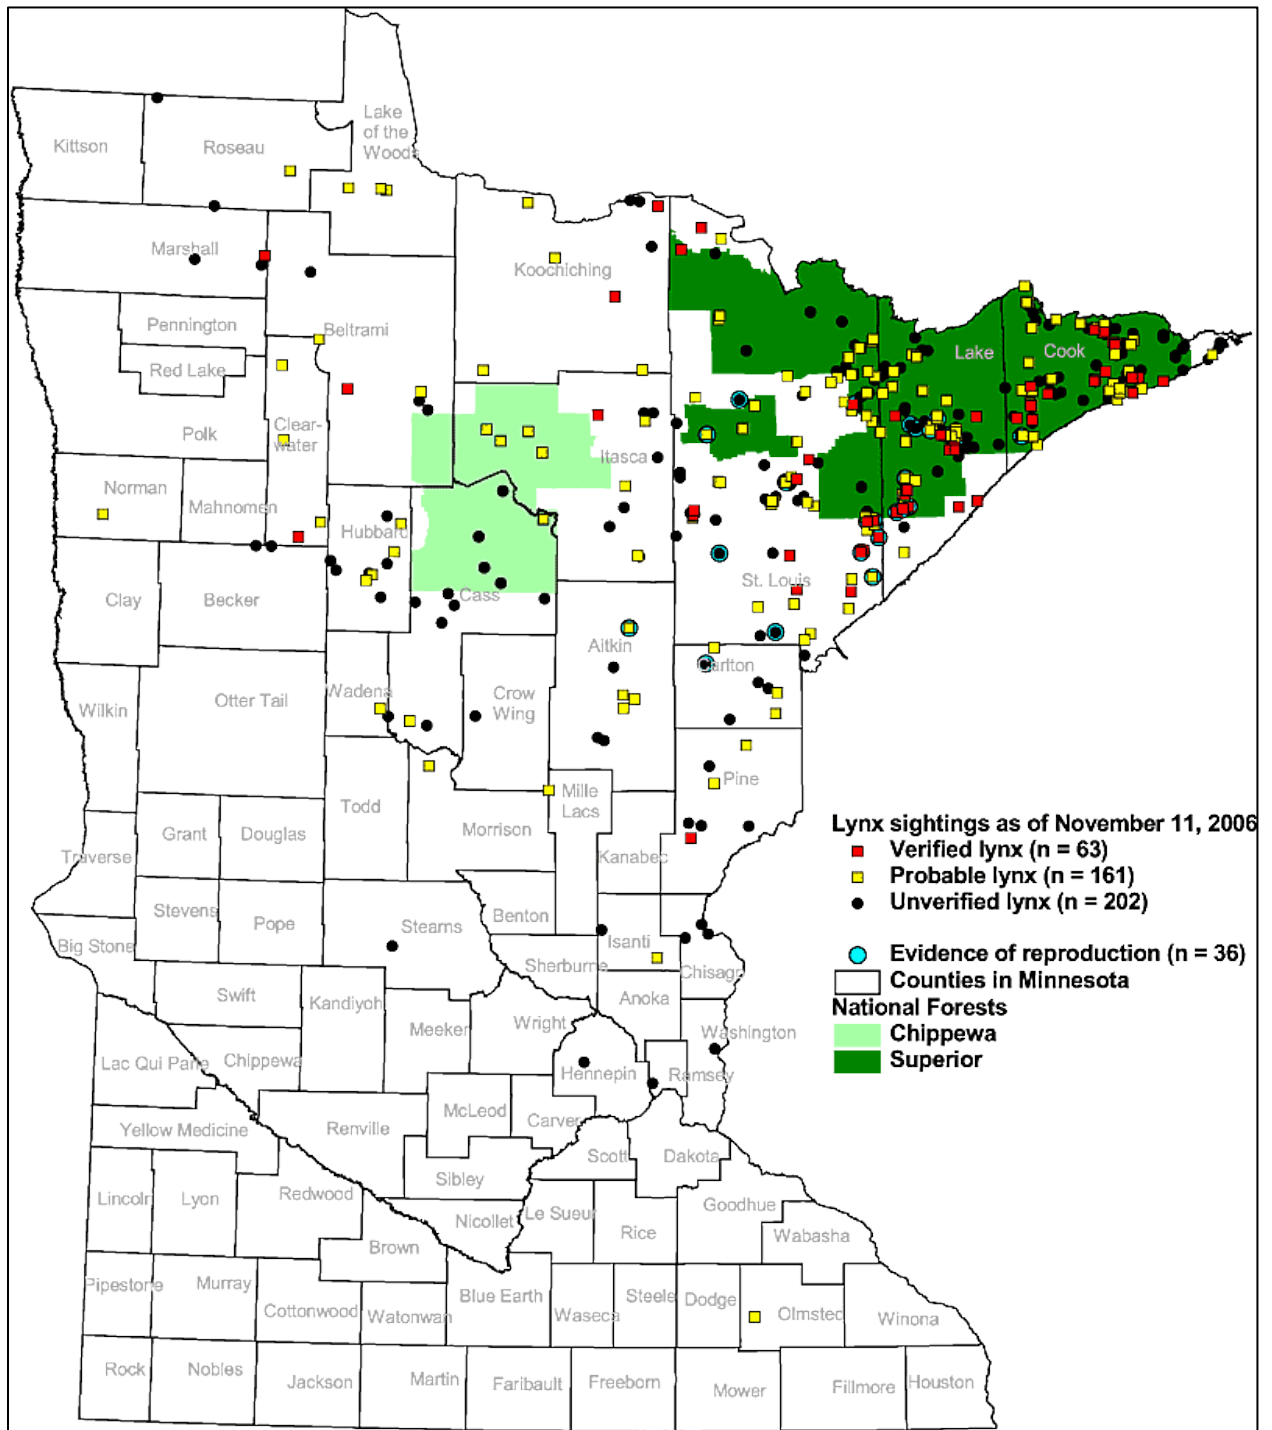 Lake
of the
Woods
Kittson
Roseau
Marshall
Koochiching
Pennington
Beltrami
Red Lake
Lake
Cook
Polk
Clear-
water
Itasca
Norman
Mahnomen
Hubbard
St. Louis
Clay
Becker
Cass
Aitkin
Carlton
Otter Tail
Wadena
Crow
Wing
Wilkin
Pine
Mille
Lacs
Todd
Grant
Douglas
Morrison
Traverse
Kanabec
Lynx sightings as of November 11, 2006
Verified lynx (n = 63)
Probable lynx (n = 161)
Unverified lynx (n = 202)
Evidence of reproduction (n = 36)
Counties in Minnesota
National Forests
Chippewa
Superior
Stevens
Pope
Stearns
Benton
Big Stone
Isanti
Sherburne
Chisago
Swift
Kandiyoh
Anoka
Meeker
Wright
Washington
Lac Qui Parle
Chippewa
Hennepin
Ramsey
McLeod
Carver
Yellow Medicine
Renville
Scott
Dakota
Sibley
Lincoln
Lyon
Redwood
Nicollet
Le Sueur
Rice
Goodhue
Wabasha
Brown
Pipestone
Murray
Cottonwood
Watonwan
Blue Earth
Waseca
Steele
Dodge
Olmsted
Winona
Rock
Nobles
Jackson
Martin
Faribault
Freeborn
Mower
Fillmore
Houston